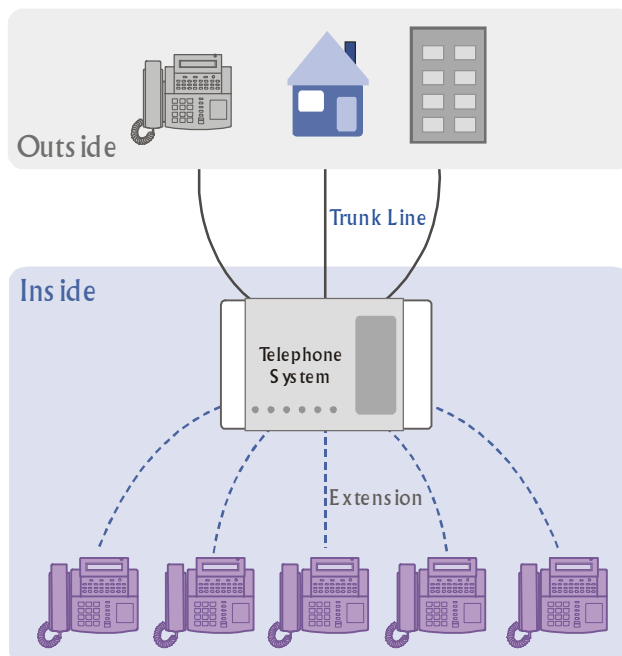 Outside
Trunk Line
Inside
Telephone
System
Extension